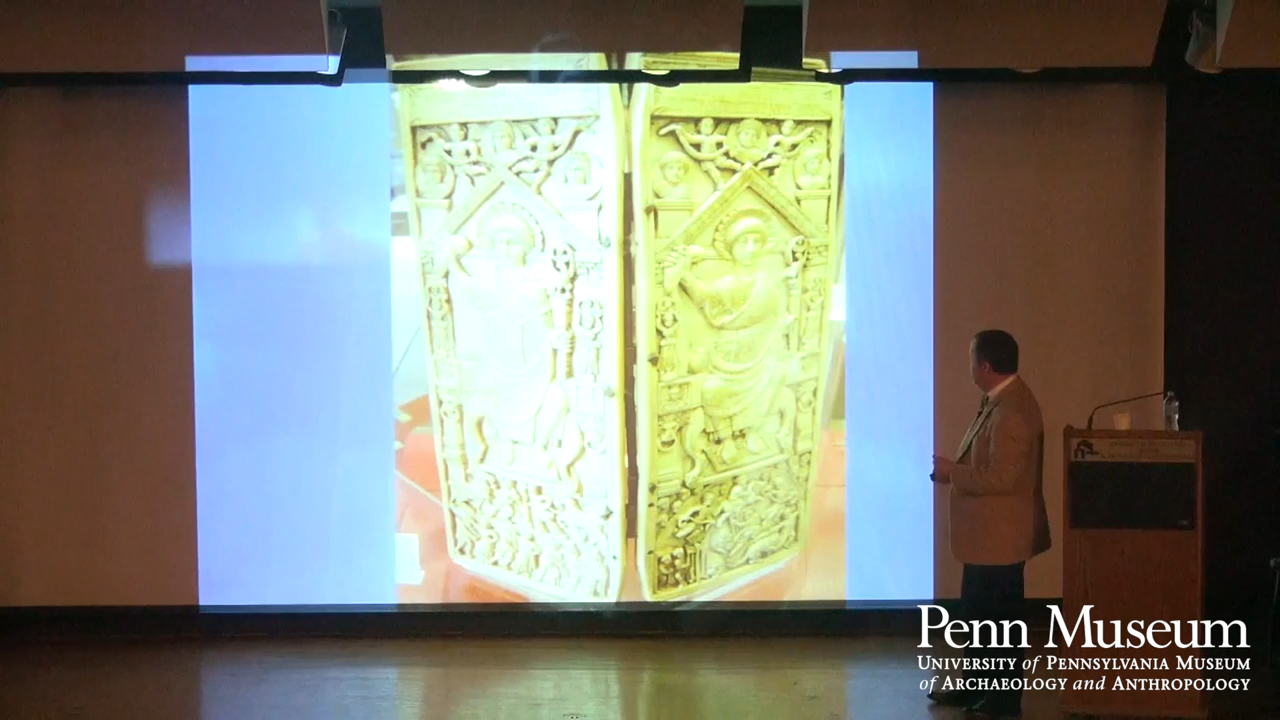 Penn Museum
UNIVERSITY of PENNSYLVANIA MUSEUM
of ARCHAEOLOGY and ANTHROPOLOGY